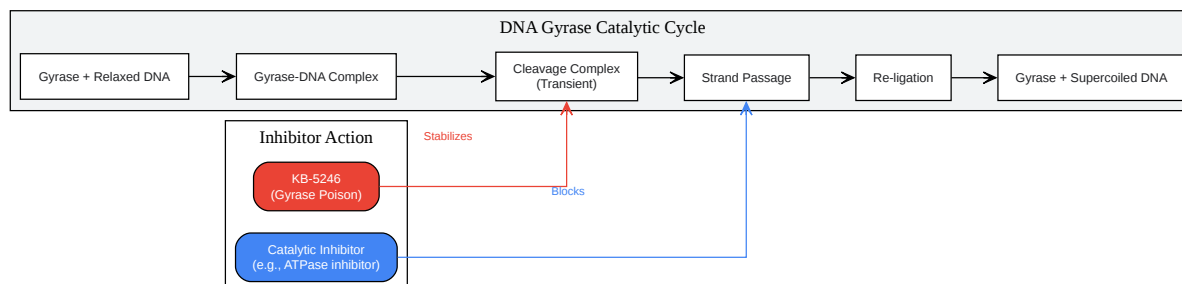 DNA Gyrase Catalytic Cycle
Gyrase + Relaxed DNA
Gyrase-DNA Complex
Cleavage Complex
(Transient)
Strand Passage
Re-ligation
Gyrase + Supercoiled DNA
Inhibitor Action
Stabilizes
KB-5246
(Gyrase Poison)
Blocks
Catalytic Inhibitor
(e.g., ATPase inhibitor)